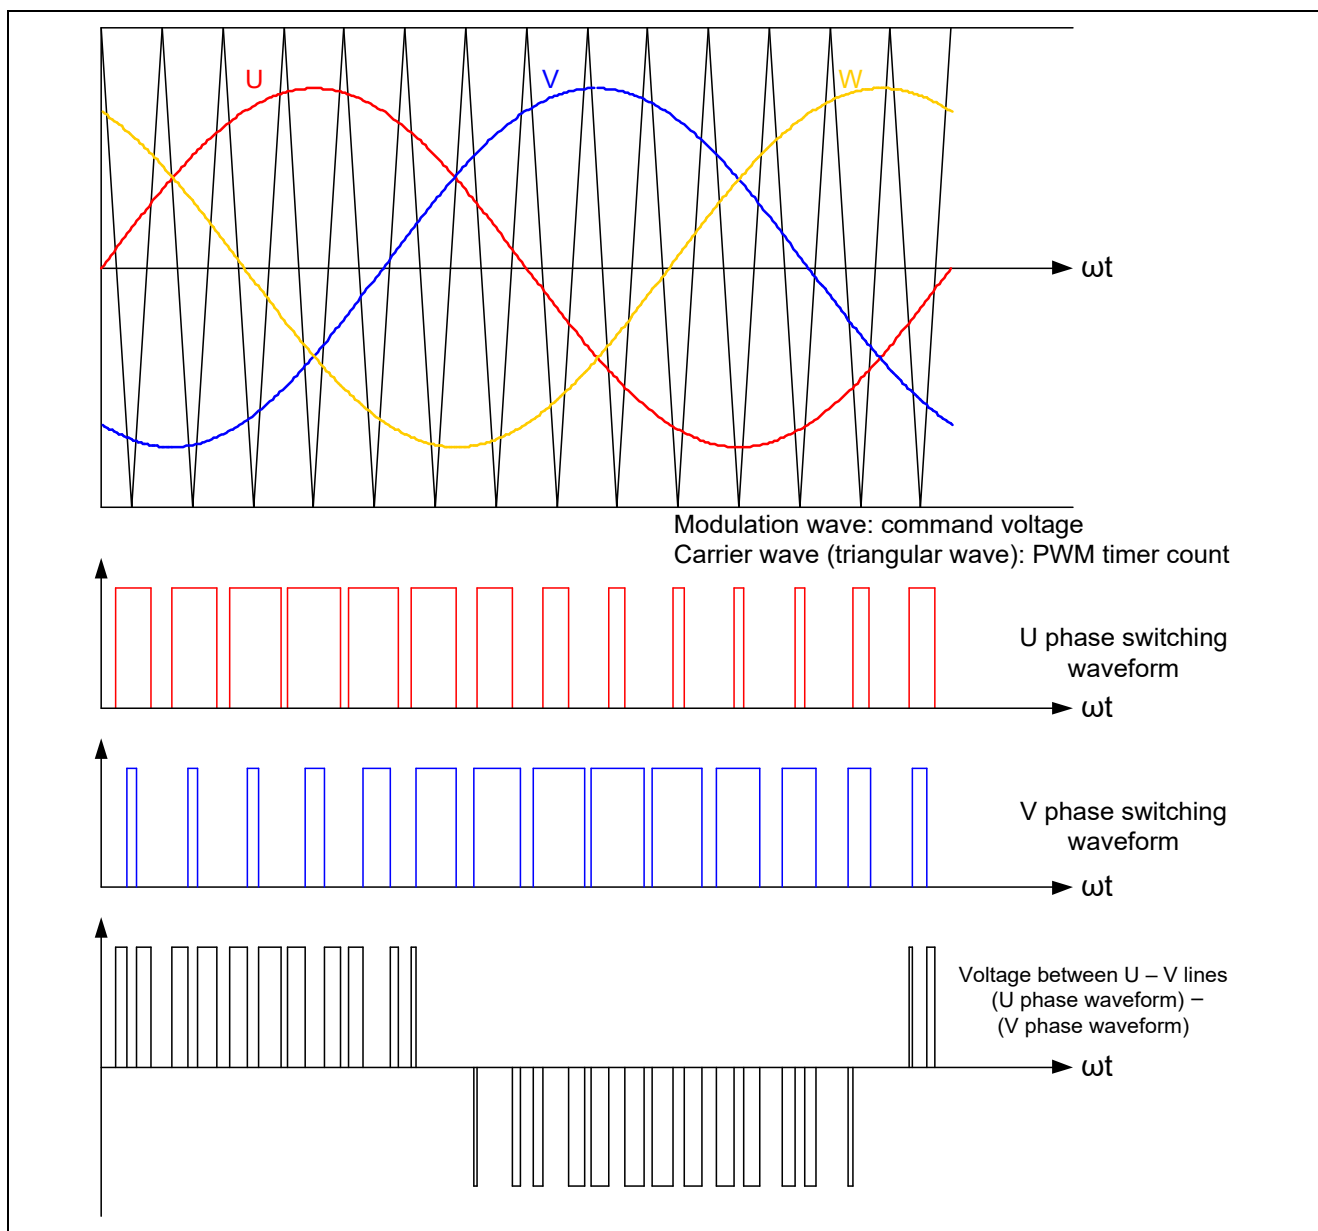 U
V
W
ωt
Modulation wave: command voltage
Carrier wave (triangular wave): PWM timer count
U phase switching
waveform
ωt
V phase switching
waveform
ωt
Voltage between U – V lines
(U phase waveform) –
(V phase waveform)
ωt